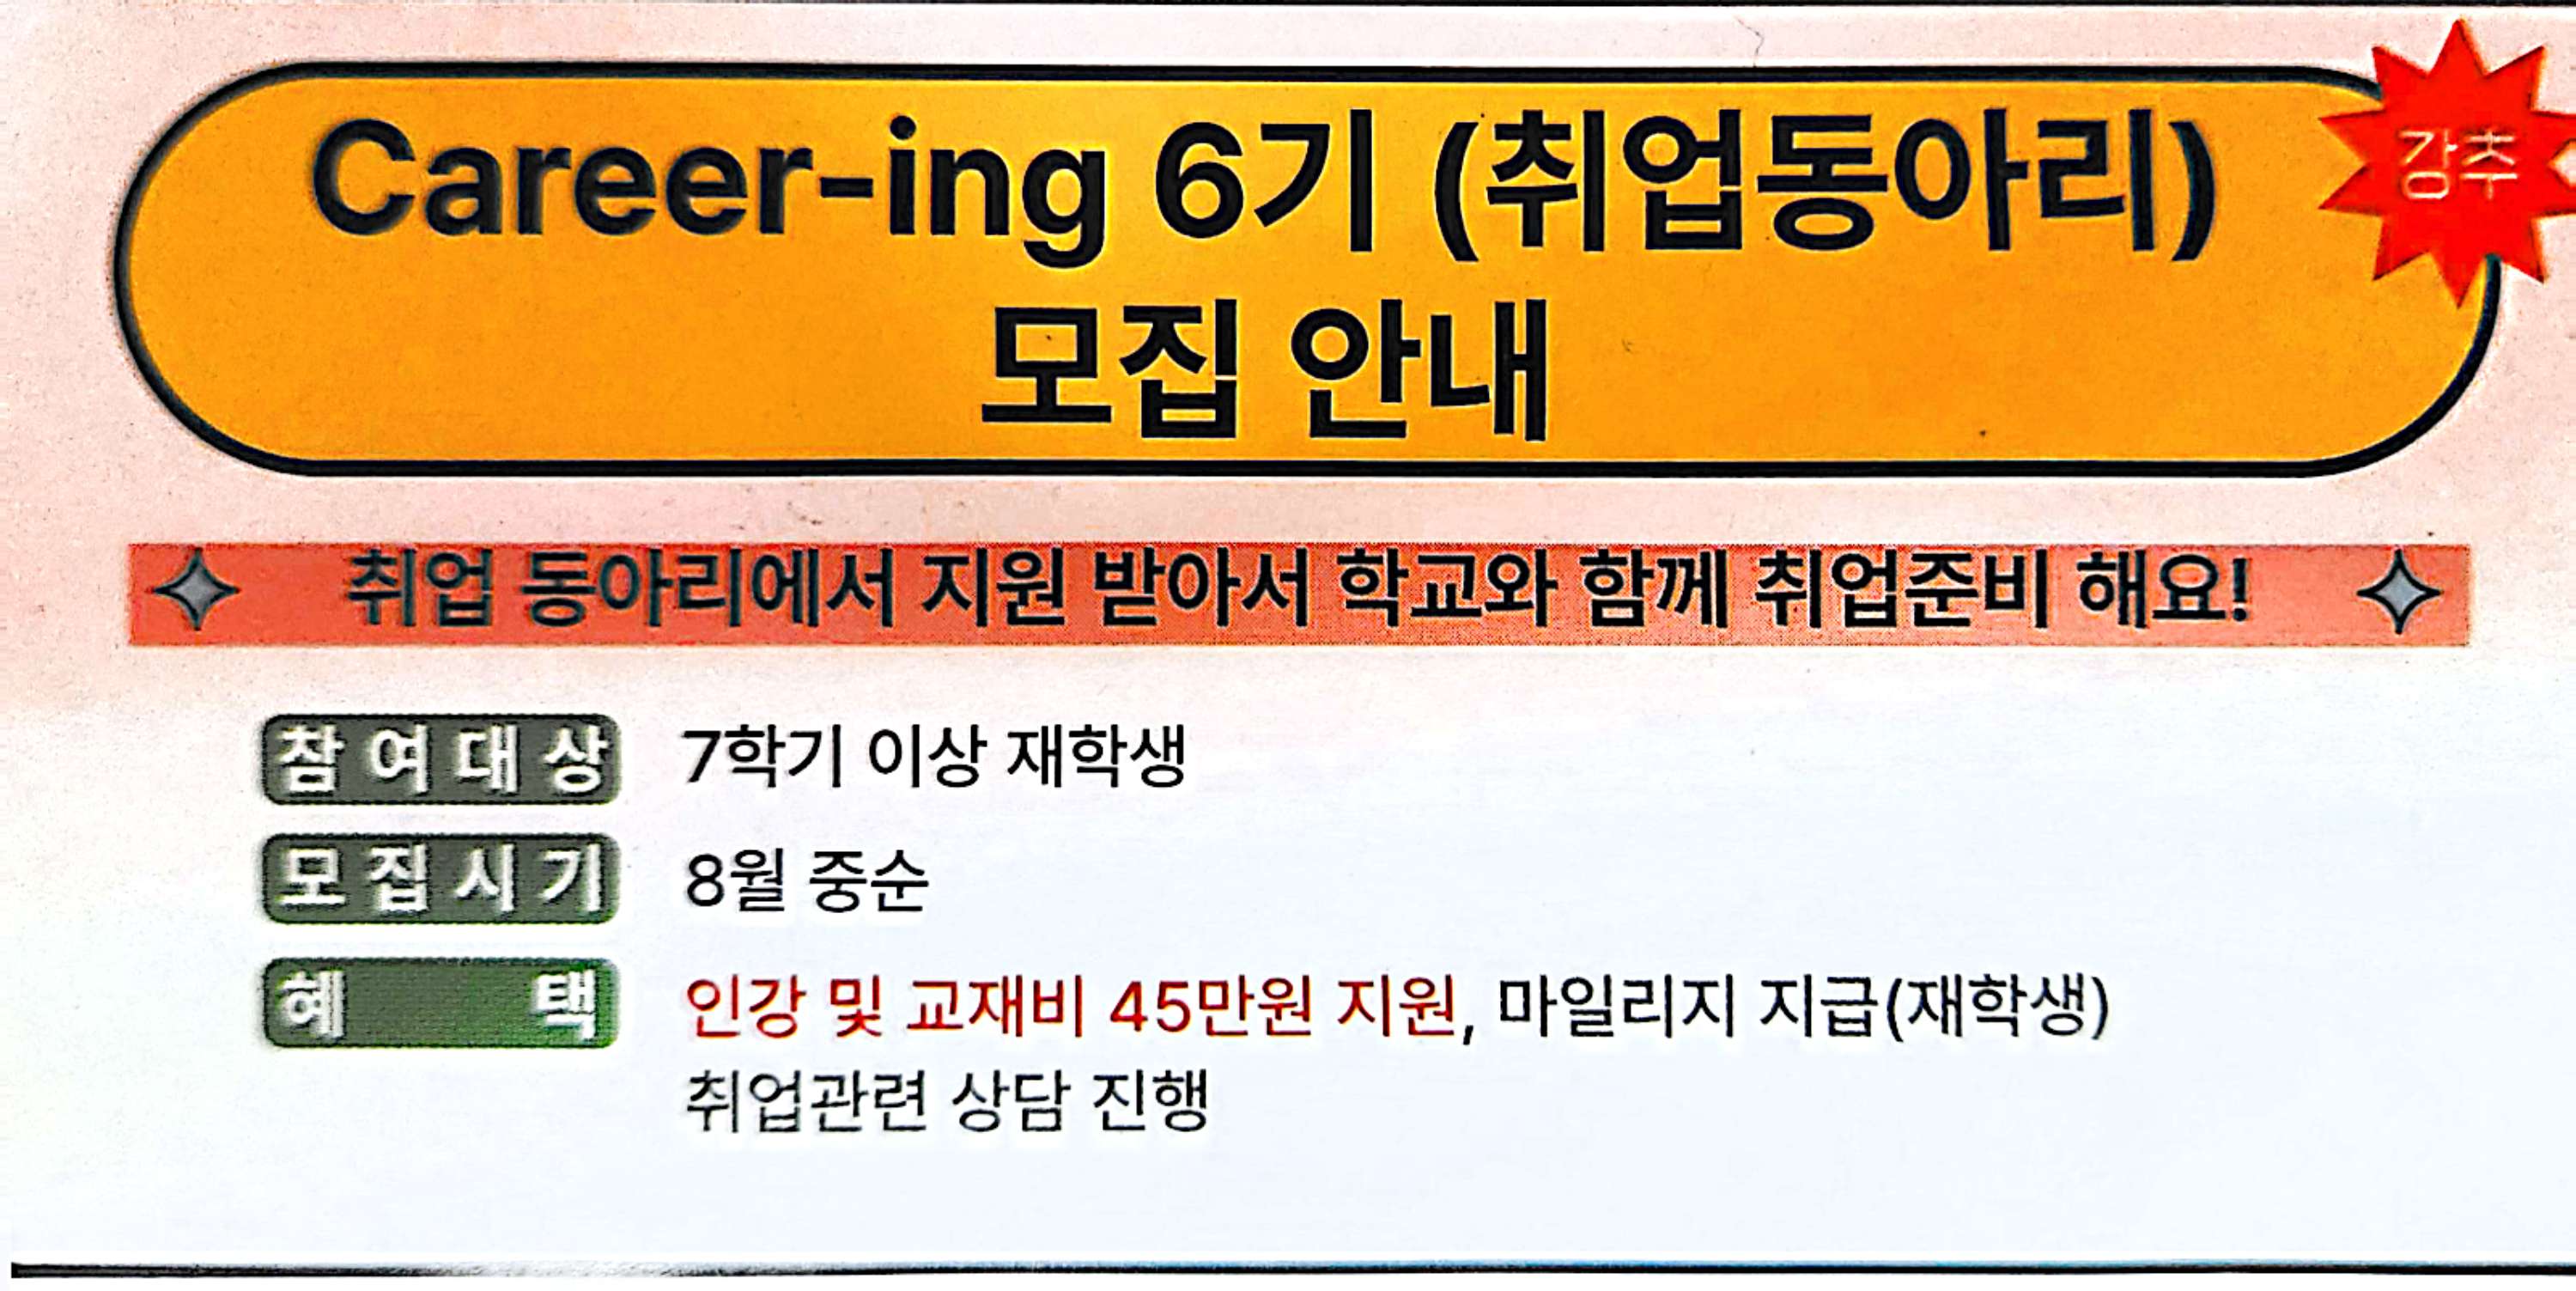 Career-ing 6기 (취업동아리)
강추
모집 안내
취업 동아리에서 지원 받아서 학교와 함께 취업준비 해요!
참여대상 7학기 이상 재학생
모집시기 8월 중순
혜택 인강 및 교재비 45만원 지원, 마일리지 지급(재학생)
취업관련 상담 진행